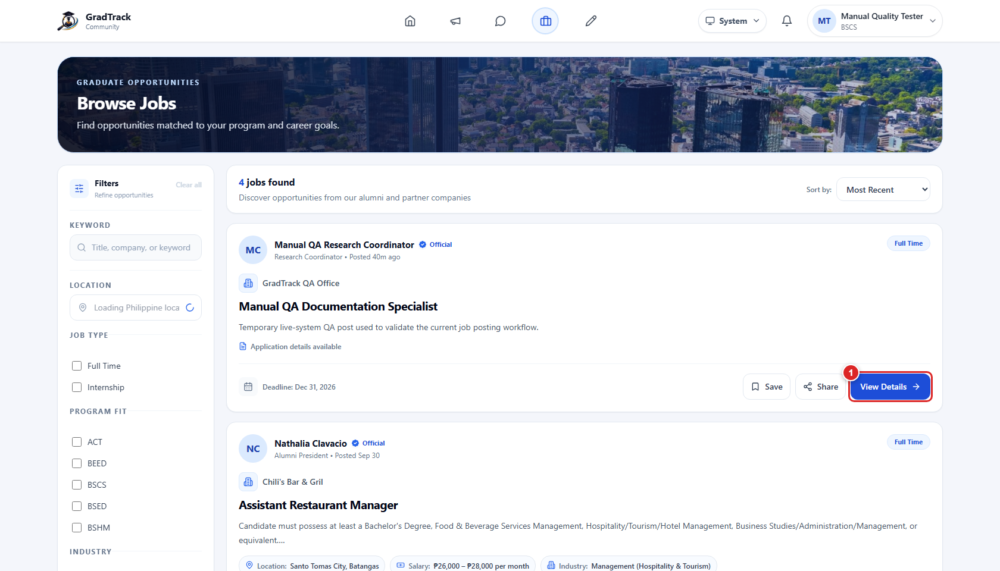 GradTrack
Community
System
MT
Manual Quality Tester
BSCS
GRADUATE OPPORTUNITIES
Browse Jobs
Find opportunities matched to your program and career goals.
Filters
Refine opportunities
Clear all
KEYWORD
Title, company, or keyword
LOCATION
Loading Philippine loca
JOB TYPE
Full Time
Internship
PROGRAM FIT
ACT
BEED
BSCS
BSED
BSHM
INDUSTRY
4 jobs found
Discover opportunities from our alumni and partner companies
Sort by:
Most Recent
MC
Manual QA Research Coordinator
Official
Research Coordinator • Posted 40m ago
Full Time
GradTrack QA Office
Manual QA Documentation Specialist
Temporary live-system QA post used to validate the current job posting workflow.
Application details available
Deadline: Dec 31, 2026
Save
Share
1
View Details
NC
Nathalia Clavacio
Official
Alumni President • Posted Sep 30
Full Time
Chili's Bar & Gril
Assistant Restaurant Manager
Candidate must possess at least a Bachelor's Degree, Food & Beverage Services Management, Hospitality/Tourism/Hotel Management, Business Studies/Administration/Management, or
equivalent....
Location: Santo Tomas City, Batangas
Salary: ₱26,000 – ₱28,000 per month
Industry: Management (Hospitality & Tourism)